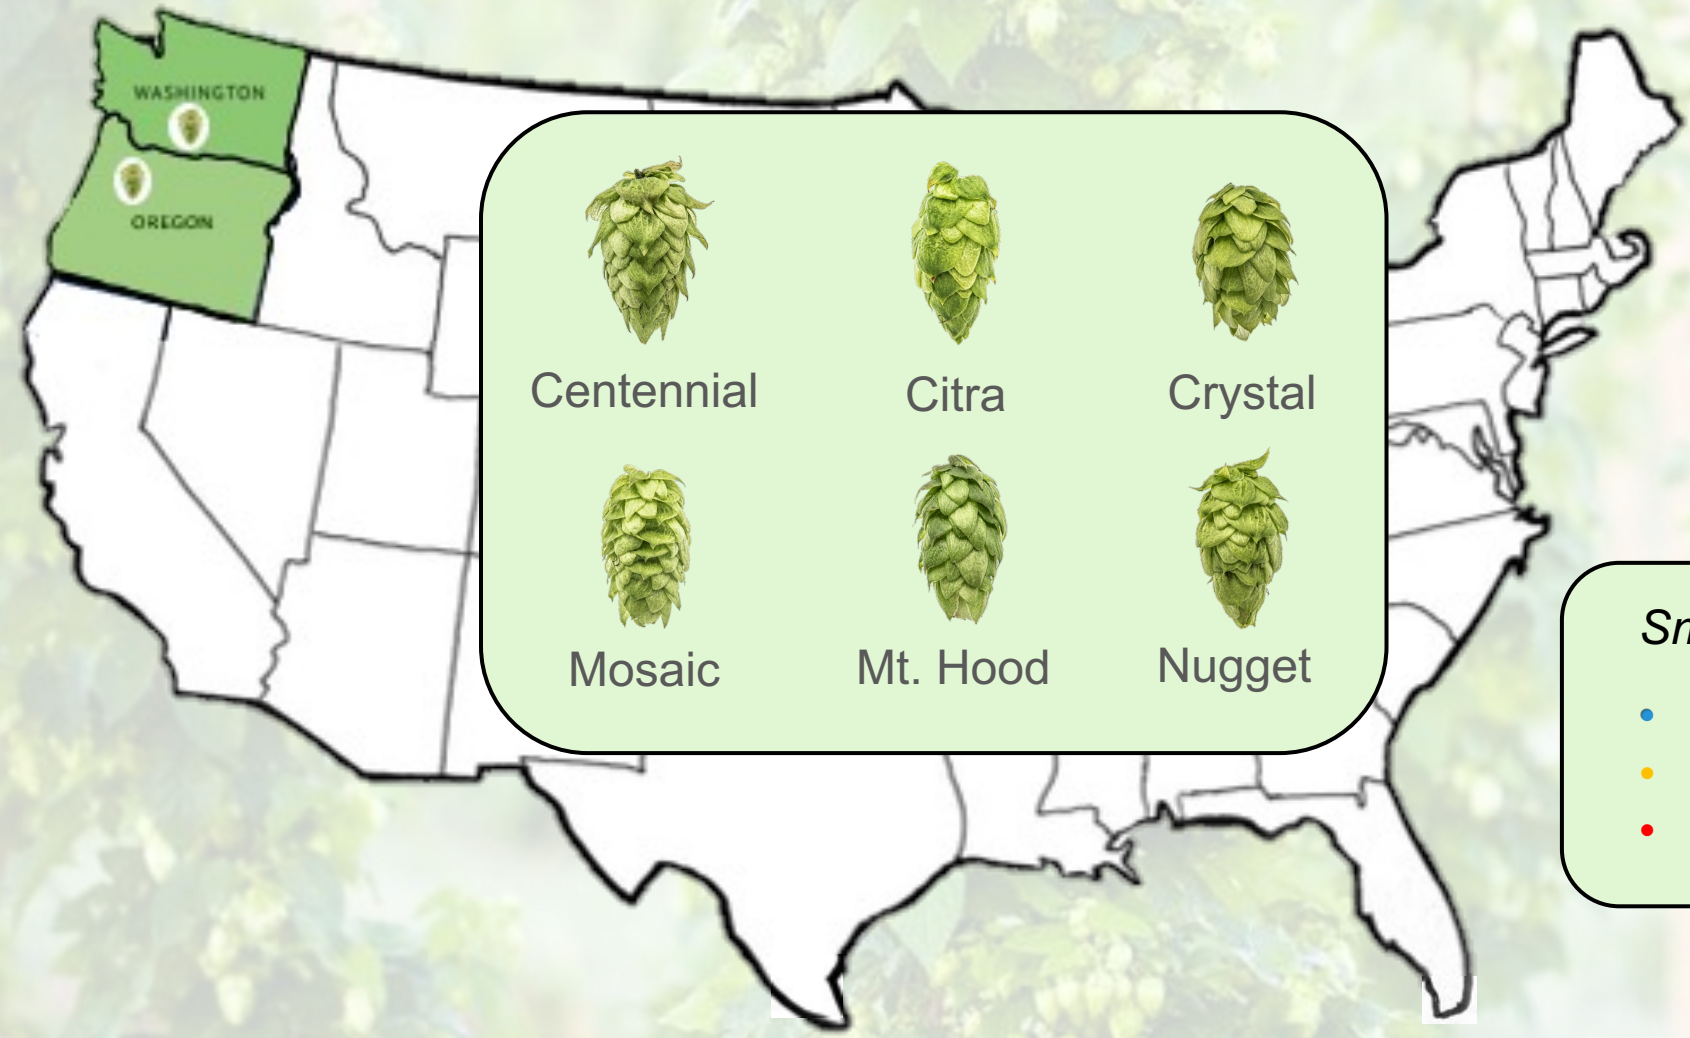 WASHINGTON
OREGON
Centennial
Citra
Crystal
Mosaic
Mt. Hood
Nugget